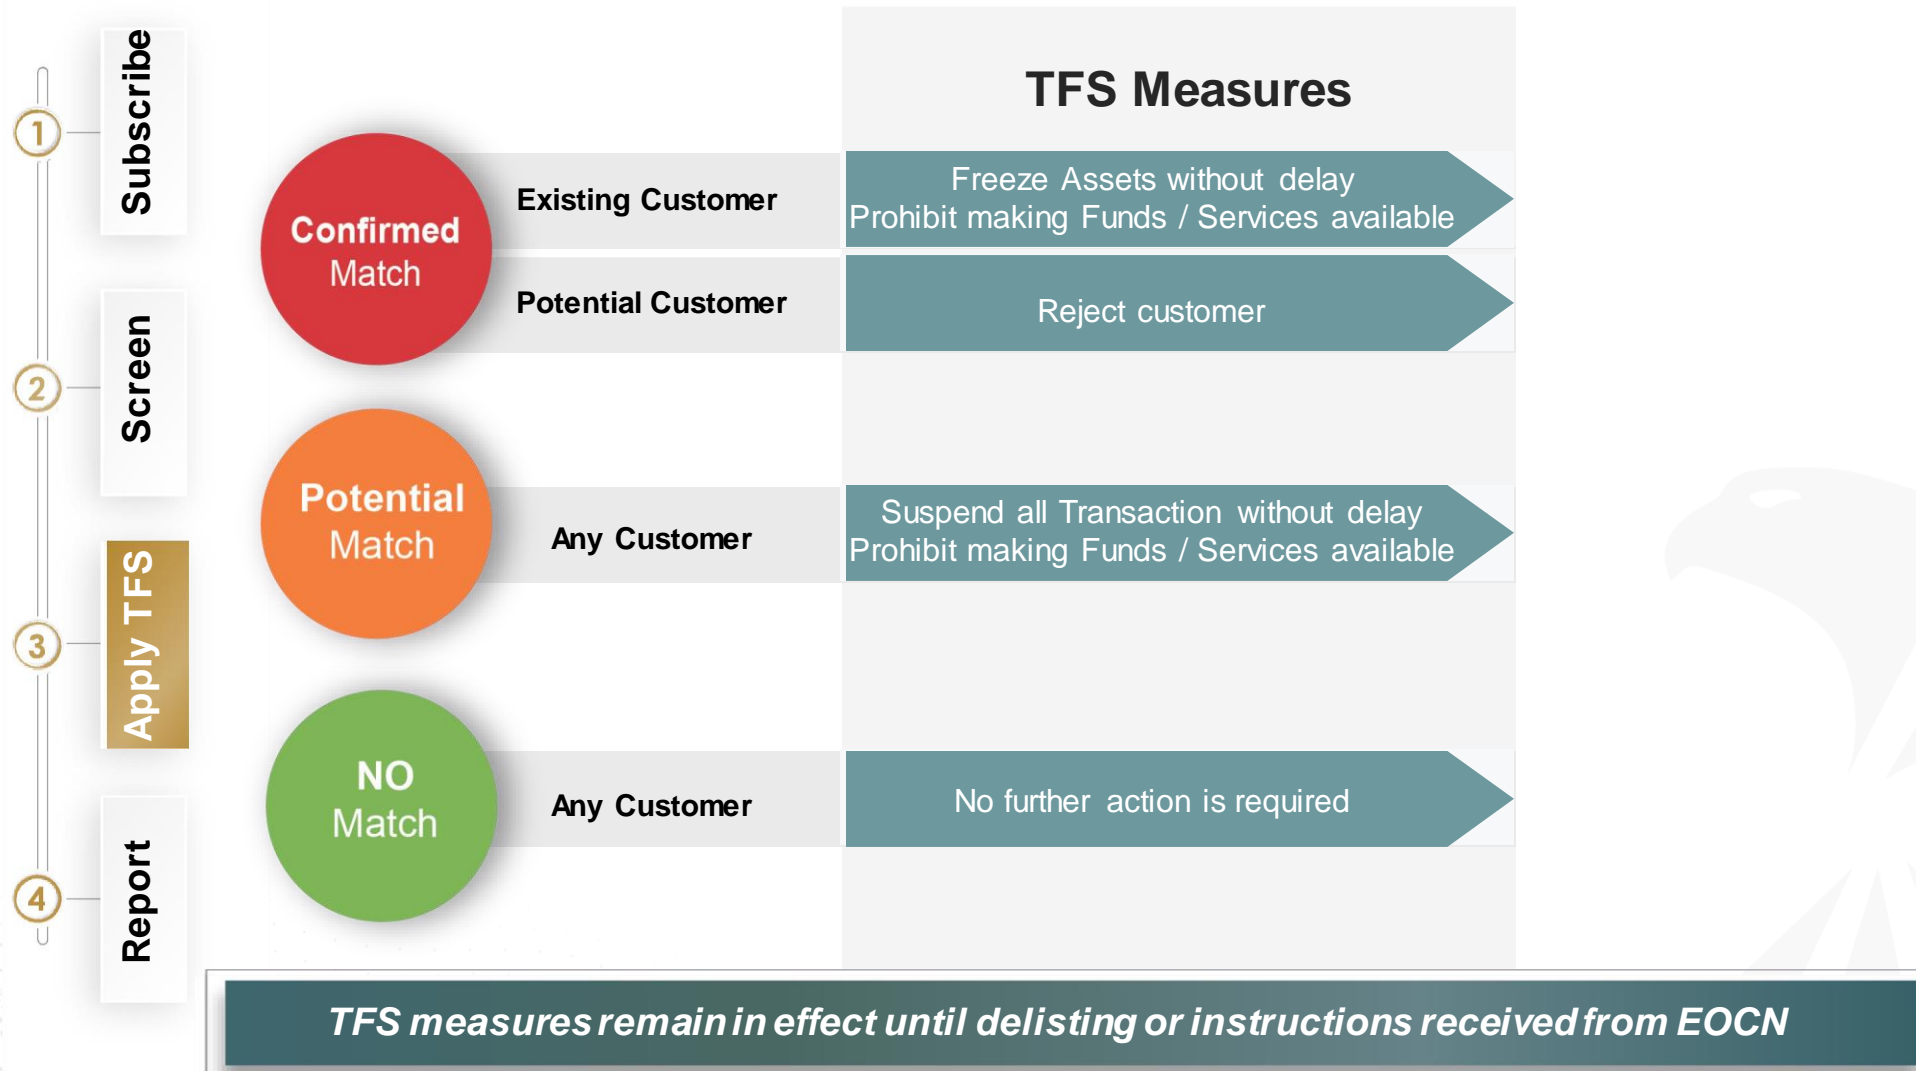 1
Subscribe
2
Screen
3
Apply TFS
4
Report
TFS Measures
Confirmed
Match
Existing Customer
Freeze Assets without delay
Prohibit making Funds / Services available
Potential Customer
Reject customer
Potential
Match
Any Customer
Suspend all Transaction without delay
Prohibit making Funds / Services available
NO
Match
Any Customer
No further action is required
TFS measures remain in effect until delisting or instructions received from EOCN